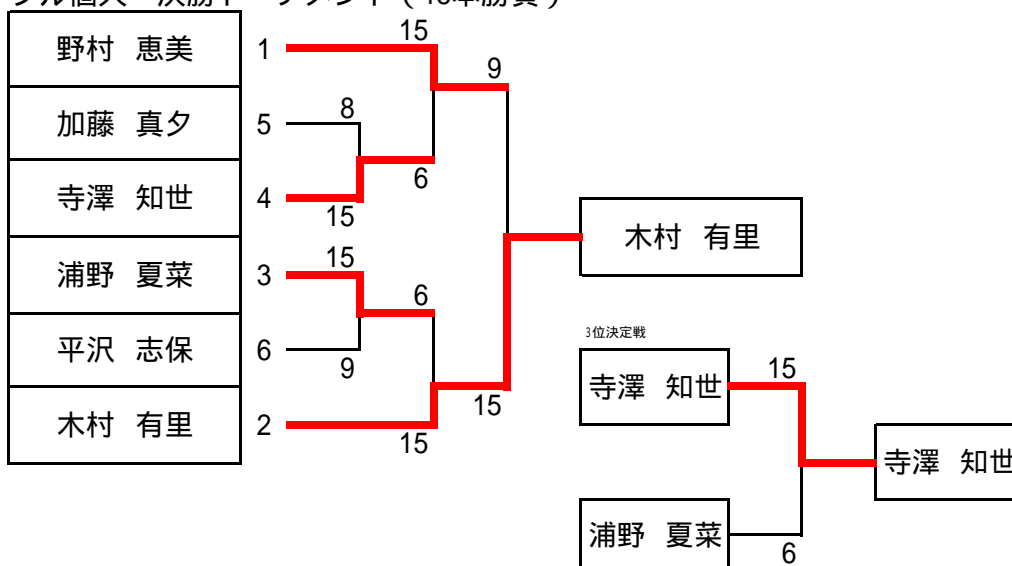 15
野村 恵美 1
9
加藤 真夕 5 8
6
寺澤 知世 4
15
木村 有里
浦野 夏菜 3 15
6
3位決定戦
平沢 志保 6
9
寺澤 知世 15
15
木村 有里 2
15
寺澤 知世
浦野 夏菜
6